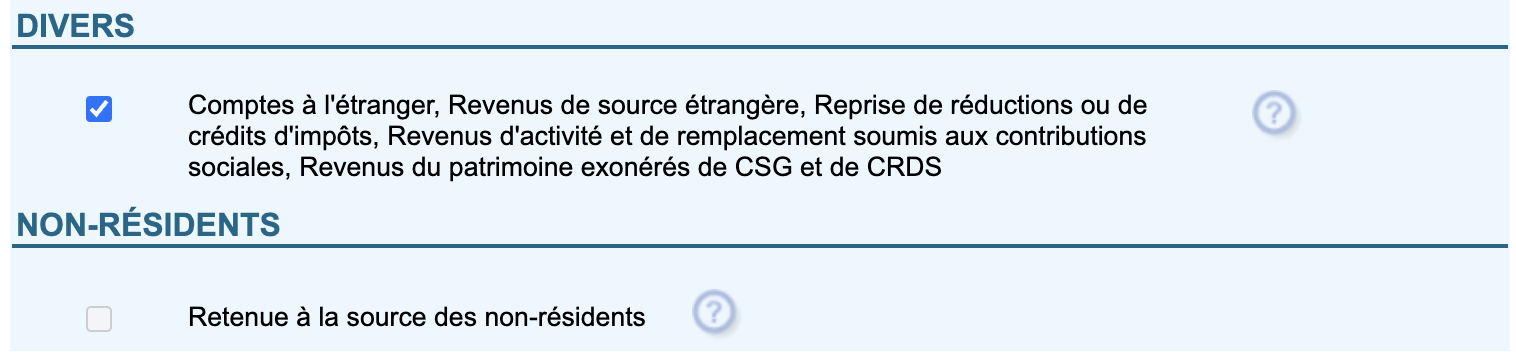 DIVERS
Comptes à l'étranger, Revenus de source étrangère, Reprise de réductions ou de
crédits d'impôts, Revenus d'activité et de remplacement soumis aux contributions
sociales, Revenus du patrimoine exonérés de CSG et de CRDS
?
NON-RÉSIDENTS
Retenue à la source des non-résidents
?